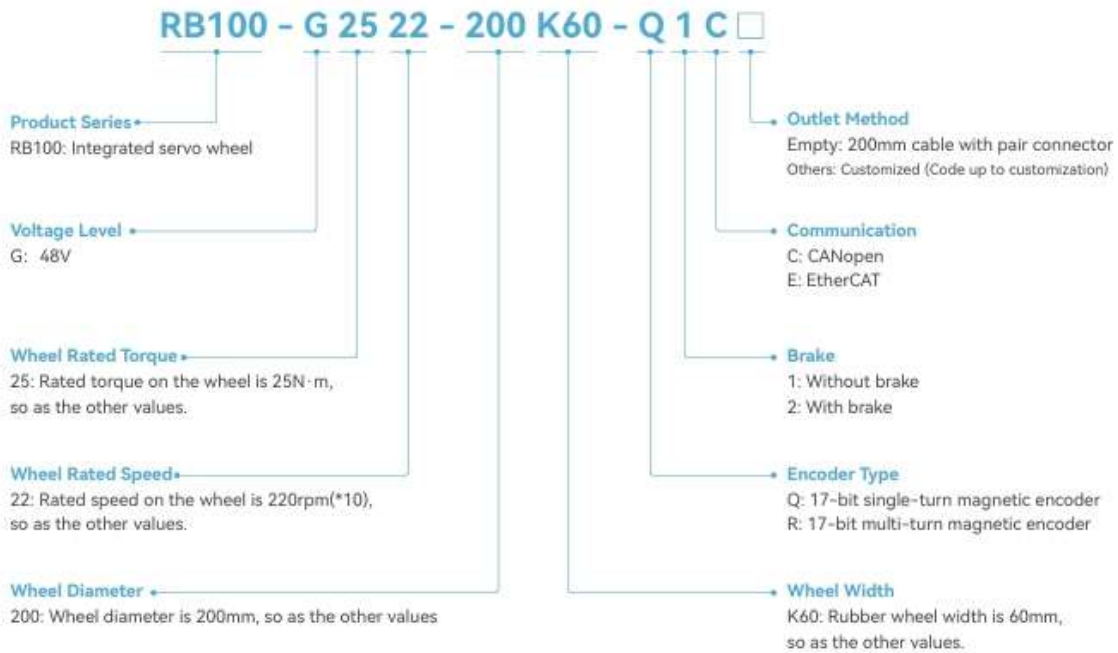 RB100 - G 25 22 - 200 K60 - Q 1 C □
Product Series
RB100: Integrated servo wheel
Voltage Level
G: 48V
Wheel Rated Torque
25: Rated torque on the wheel is 25N·m,
so as the other values.
Wheel Rated Speed
22: Rated speed on the wheel is 220rpm(*10),
so as the other values.
Wheel Diameter
200: Wheel diameter is 200mm, so as the other values
Outlet Method
Empty: 200mm cable with pair connector
Others: Customized (Code up to customization)
Communication
C: CANopen
E: EtherCAT
Brake
1: Without brake
2: With brake
Encoder Type
Q: 17-bit single-turn magnetic encoder
R: 17-bit multi-turn magnetic encoder
Wheel Width
K60: Rubber wheel width is 60mm,
so as the other values.